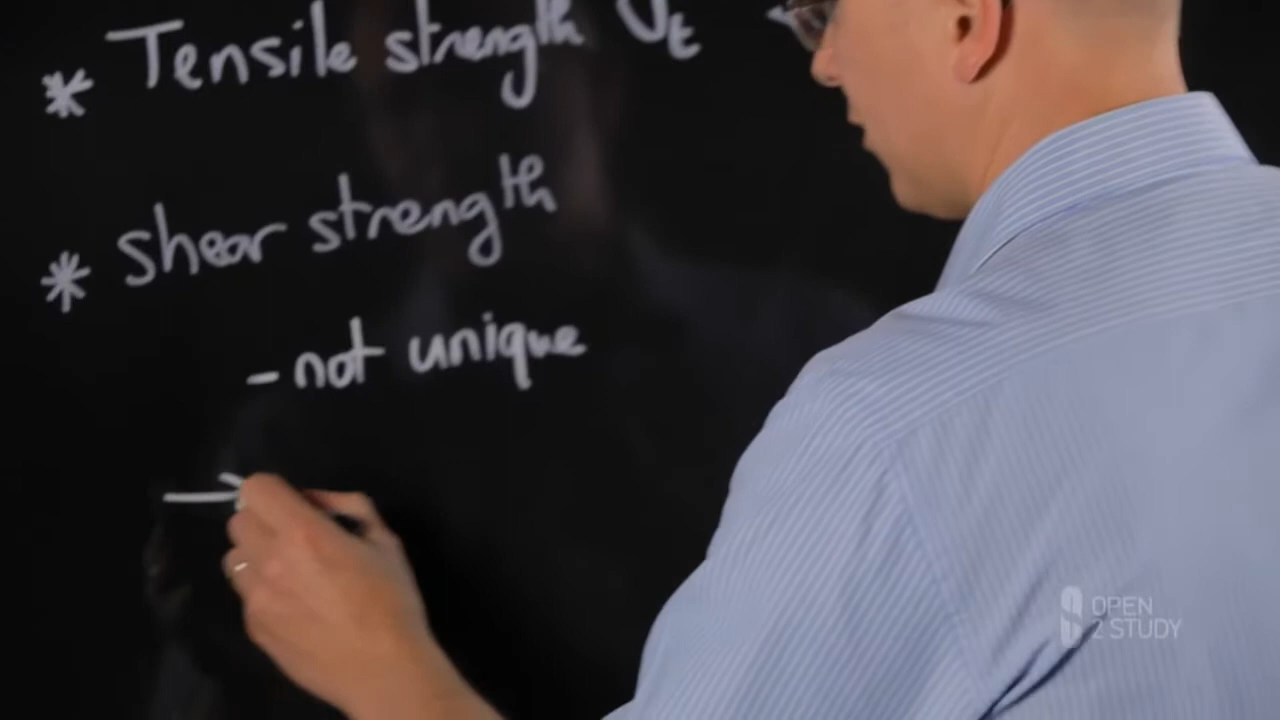 * Tensile strength σt
* Shear strength
- not unique
→
OPEN
2 STUDY